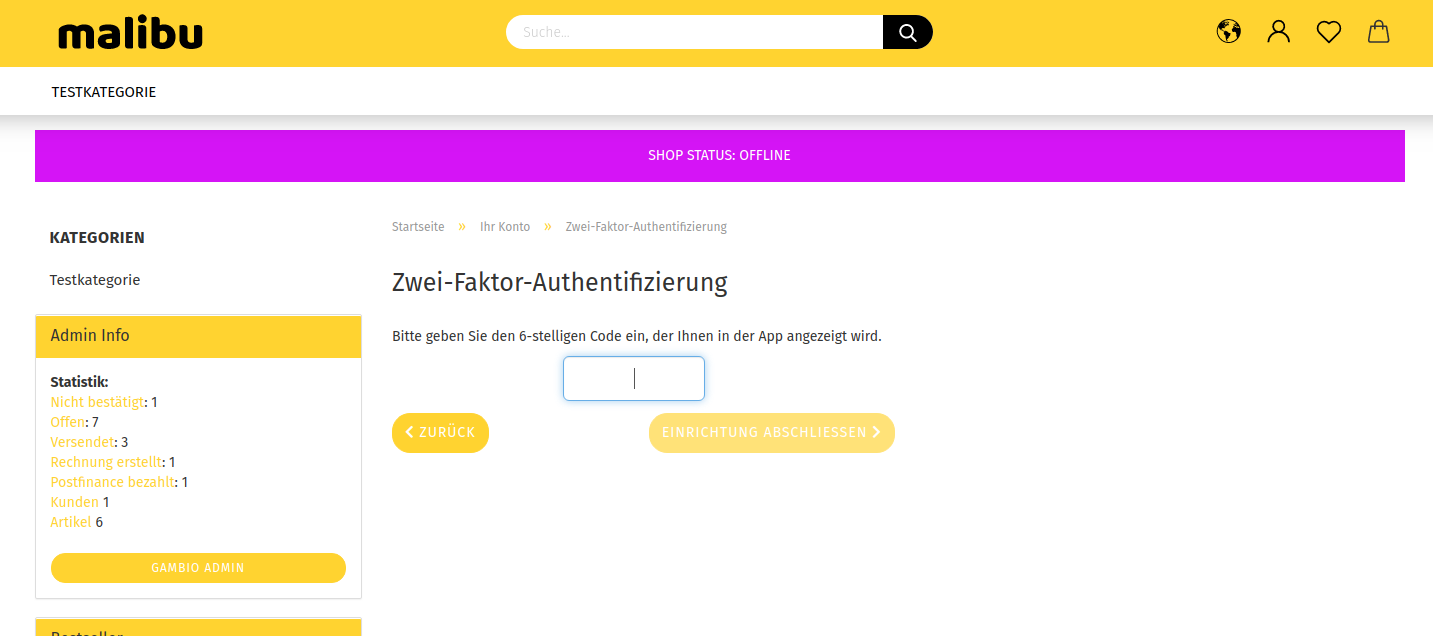 malibu
Suche...
TESTKATEGORIE
SHOP STATUS: OFFLINE
Startseite » Ihr Konto » Zwei-Faktor-Authentifizierung
KATEGORIEN
Testkategorie
Zwei-Faktor-Authentifizierung
Bitte geben Sie den 6-stelligen Code ein, der Ihnen in der App angezeigt wird.
ZURÜCK
EINRICHTUNG ABSCHLIESSEN
Admin Info
Statistik:
Nicht bestätigt: 1
Offen: 7
Versendet: 3
Rechnung erstellt: 1
Postfinance bezahlt: 1
Kunden 1
Artikel 6
GAMBIO ADMIN
Bestseller